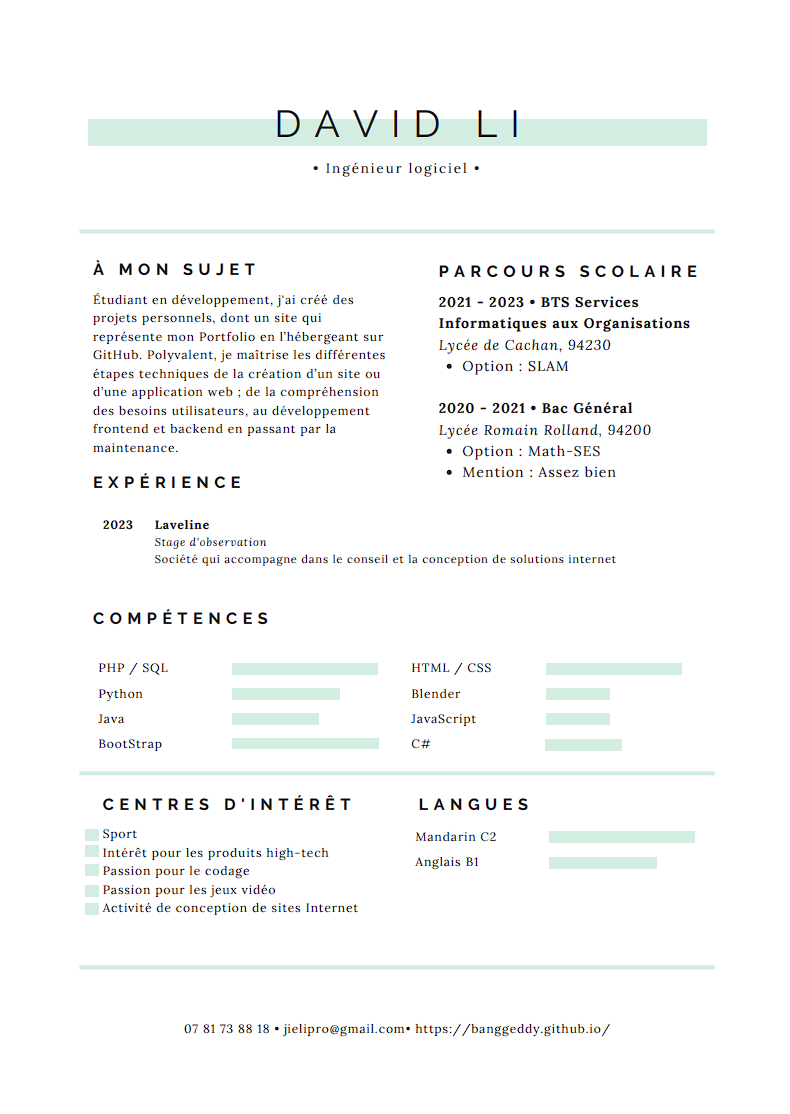 DAVID LI
• Ingénieur logiciel •
À MON SUJET
Étudiant en développement, j'ai créé des
projets personnels, dont un site qui
représente mon Portfolio en l'hébergeant sur
GitHub. Polyvalent, je maîtrise les différentes
étapes techniques de la création d'un site ou
d'une application web ; de la compréhension
des besoins utilisateurs, au développement
frontend et backend en passant par la
maintenance.
PARCOURS SCOLAIRE
2021 - 2023 • BTS Services
Informatiques aux Organisations
Lycée de Cachan, 94230
• Option : SLAM
2020 - 2021 • Bac Général
Lycée Romain Rolland, 94200
• Option : Math-SES
• Mention : Assez bien
EXPÉRIENCE
2023 Laveline
Stage d'observation
Société qui accompagne dans le conseil et la conception de solutions internet
COMPÉTENCES
PHP / SQL
Python
Java
BootStrap
HTML / CSS
Blender
JavaScript
C#
CENTRES D'INTÉRÊT
Sport
Intérêt pour les produits high-tech
Passion pour le codage
Passion pour les jeux vidéo
Activité de conception de sites Internet
LANGUES
Mandarin C2
Anglais B1
07 81 73 88 18 • jielipro@gmail.com• https://banggeddy.github.io/